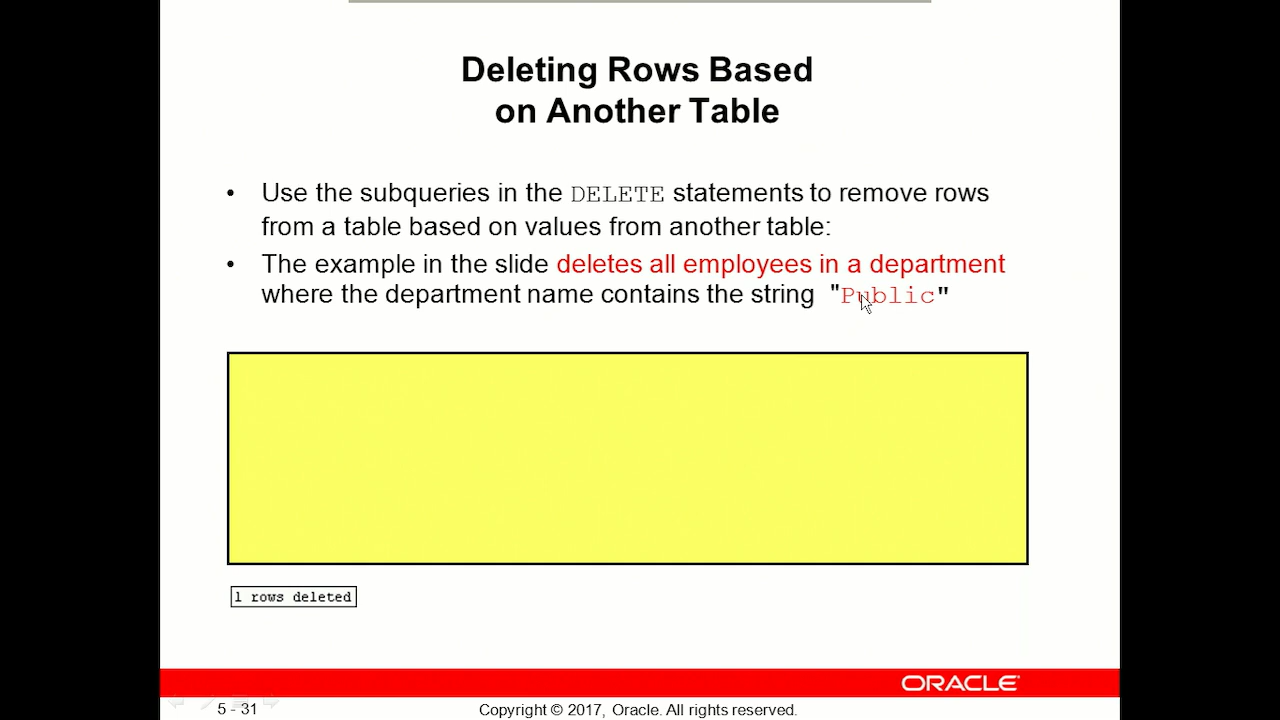 Deleting Rows Based
on Another Table
• Use the subqueries in the DELETE statements to remove rows
from a table based on values from another table:
• The example in the slide deletes all employees in a department
where the department name contains the string "Public"
1 rows deleted
ORACLE
5 - 31
Copyright © 2017, Oracle. All rights reserved.